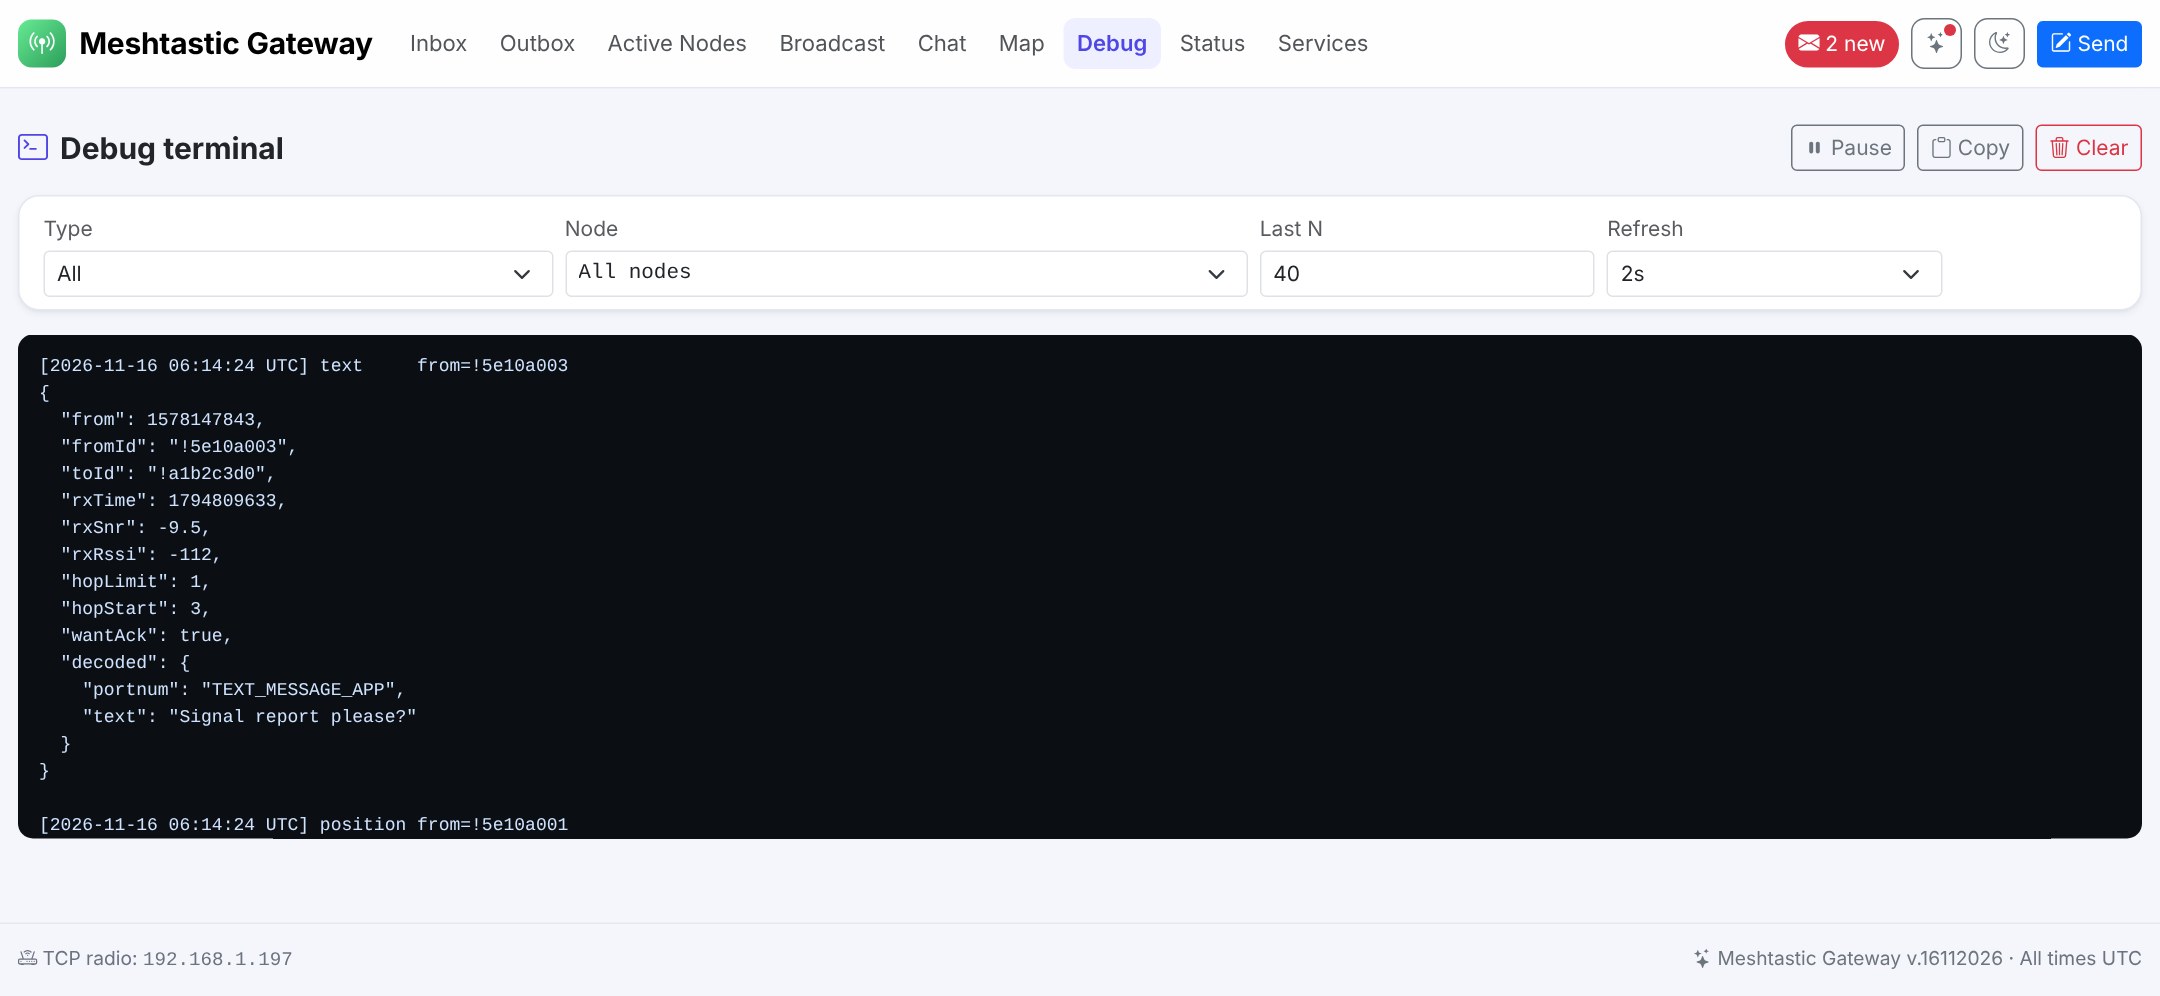 Meshtastic Gateway Inbox Outbox Active Nodes Broadcast Chat Map Debug Status Services 2 new Send
Debug terminal Pause Copy Clear
Type Node Last N Refresh
All All nodes 40 2s
[2026-11-16 06:14:24 UTC] text     from=!5e10a003
{
  "from": 1578147843,
  "fromId": "!5e10a003",
  "toId": "!a1b2c3d0",
  "rxTime": 1794809633,
  "rxSnr": -9.5,
  "rxRssi": -112,
  "hopLimit": 1,
  "hopStart": 3,
  "wantAck": true,
  "decoded": {
    "portnum": "TEXT_MESSAGE_APP",
    "text": "Signal report please?"
  }
}
[2026-11-16 06:14:24 UTC] position from=!5e10a001
TCP radio: 192.168.1.197 Meshtastic Gateway v.16112026 · All times UTC